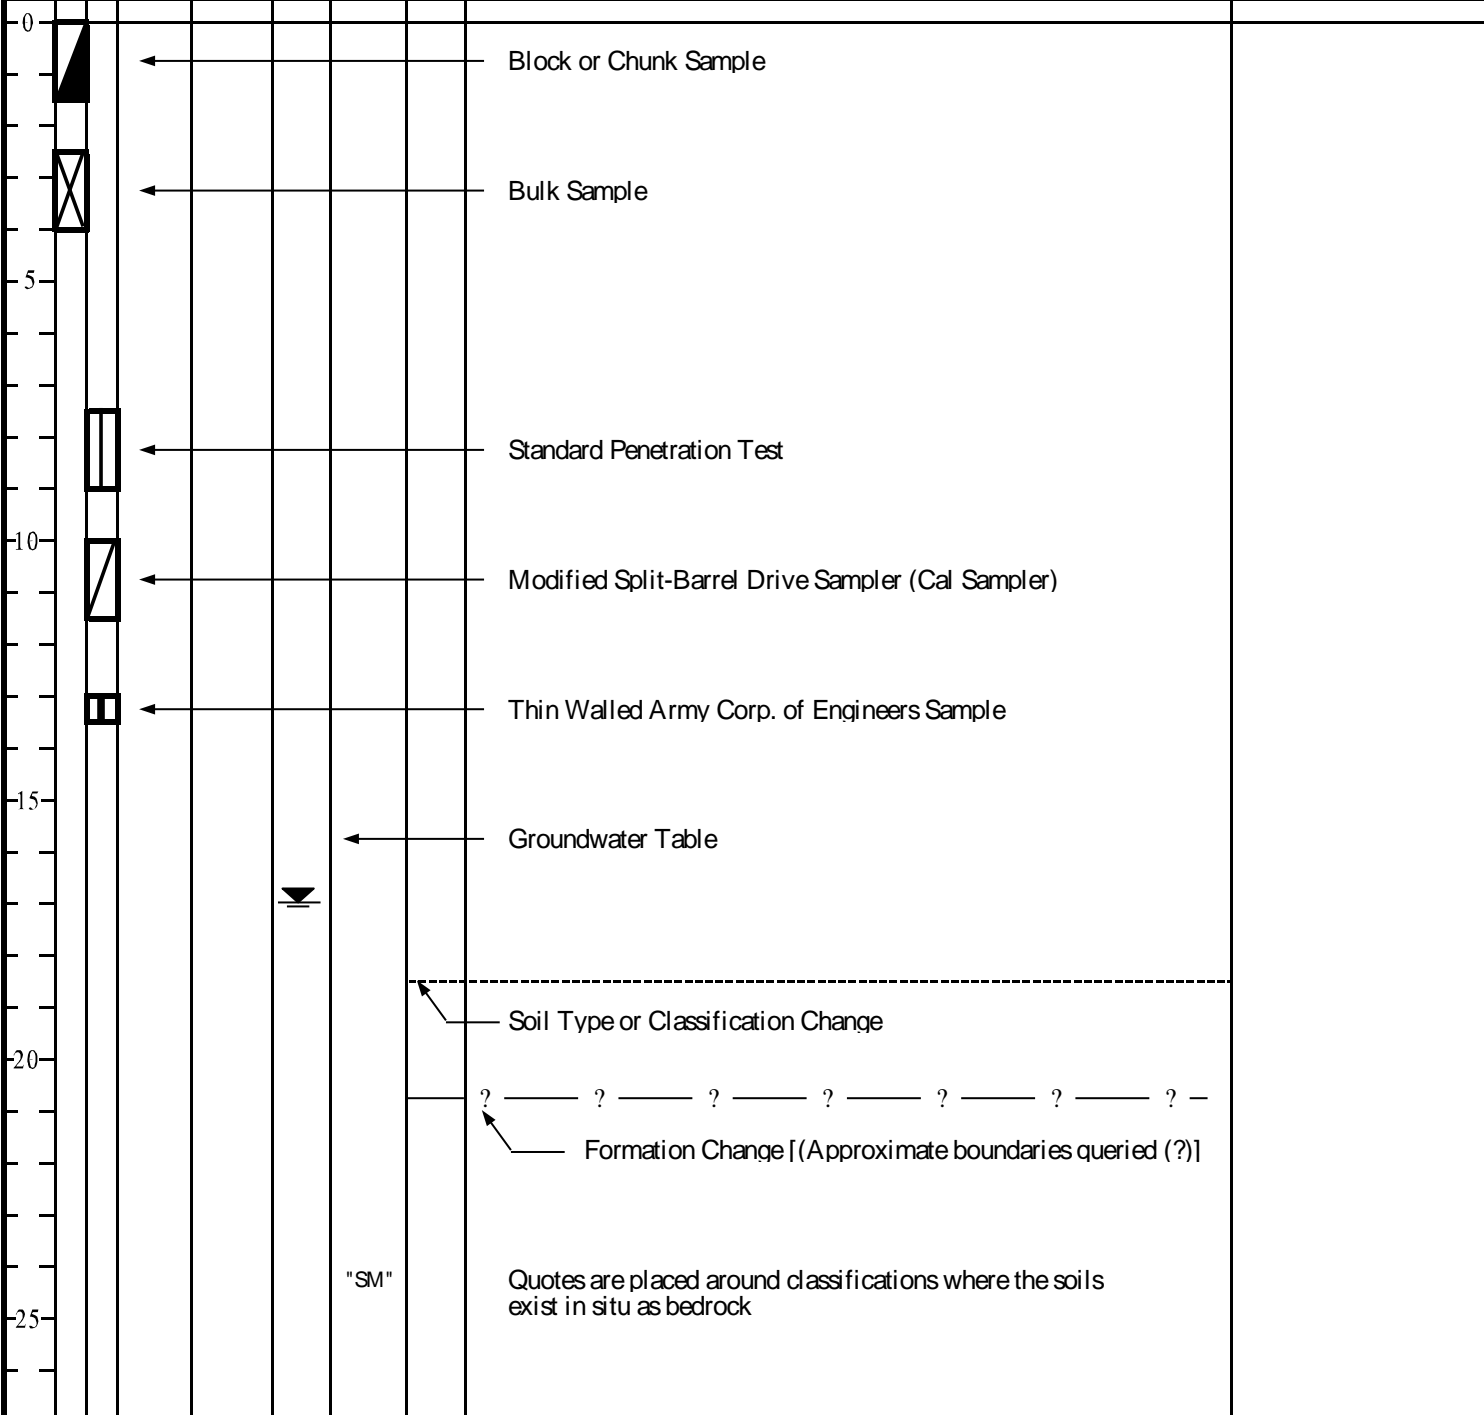 0
Block or Chunk Sample
Bulk Sample
5
Standard Penetration Test
10
Modified Split-Barrel Drive Sampler (Cal Sampler)
Thin Walled Army Corp. of Engineers Sample
15
Groundwater Table
Soil Type or Classification Change
20
? ? ? ? ? ? ?
Formation Change [(Approximate boundaries queried (?)]
"SM" Quotes are placed around classifications where the soils
exist in situ as bedrock
25